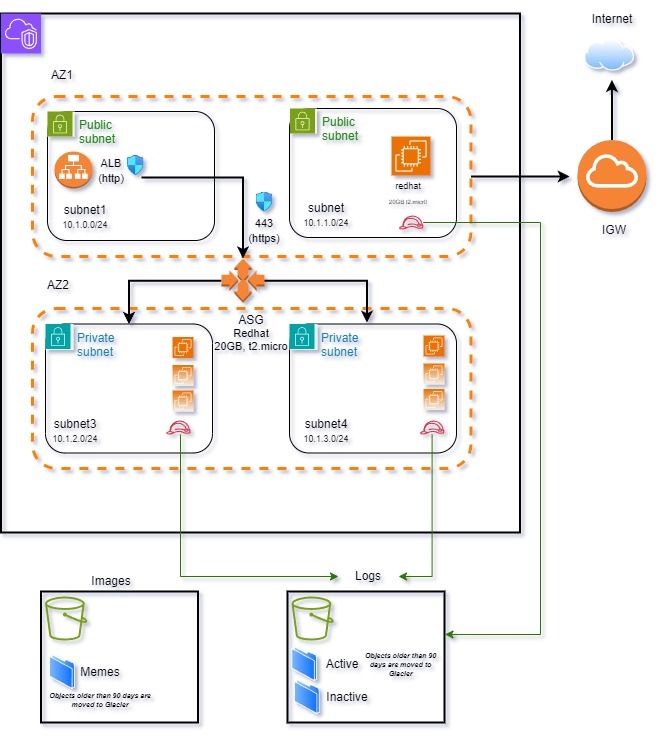 Internet
AZ1
Public
subnet
ALB
(http)
subnet1
10.1.0.0/24
443
(https)
Public
subnet
redhat
20GB t2.micro
subnet
10.1.1.0/24
IGW
AZ2
ASG
Redhat
20GB, t2.micro
Private
subnet
subnet3
10.1.2.0/24
Private
subnet
subnet4
10.1.3.0/24
Images
Memes
Objects older than 90 days are
moved to Glacier
Logs
Active
Objects older than 90
days are moved to
Glacier
Inactive